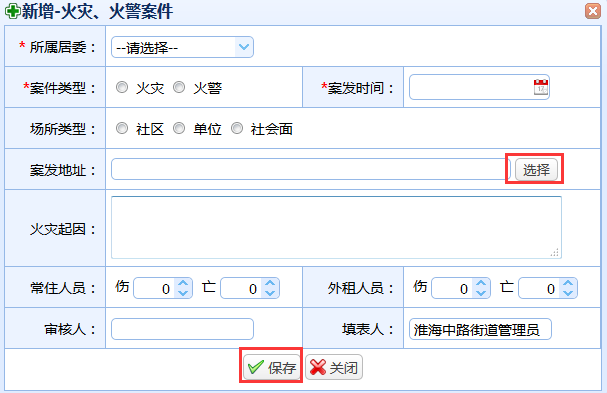 新增-火灾、火警案件
* 所属居委： --请选择--
*案件类型： 火灾 火警 *案发时间：
场所类型： 社区 单位 社会面
案发地址： 选择
火灾起因：
常住人员： 伤 0 亡 0 外租人员： 伤 0 亡 0
审核人： 填表人： 淮海中路街道管理员
保存 关闭